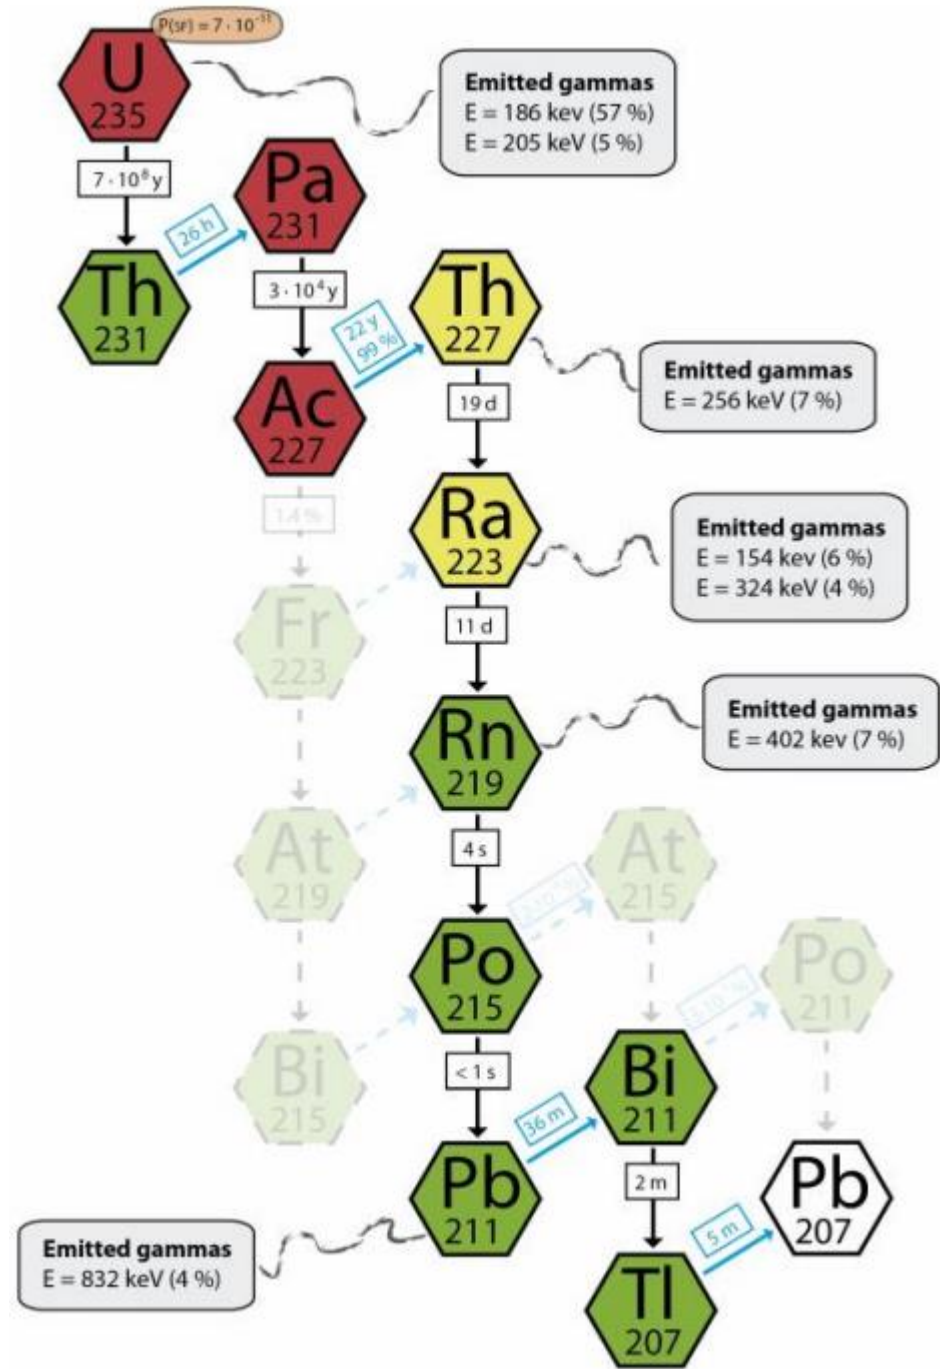 P(SF) = 7 · 10⁻¹¹
U
235
Emitted gammas
E = 186 kev (57 %)
E = 205 keV (5 %)
7 · 10⁸ y
Pa
231
26 h
Th
231
3 · 10⁴ y
Th
227
22 y
99 %
Emitted gammas
E = 256 keV (7 %)
Ac
227
19 d
1.4 %
Ra
223
Emitted gammas
E = 154 kev (6 %)
E = 324 keV (4 %)
Fr
223
11 d
Rn
219
Emitted gammas
E = 402 kev (7 %)
At
219
4 s
At
215
Po
215
Po
211
Bi
215
< 1 s
Bi
211
36 m
Pb
211
2 m
Pb
207
5 m
Emitted gammas
E = 832 keV (4 %)
Tl
207